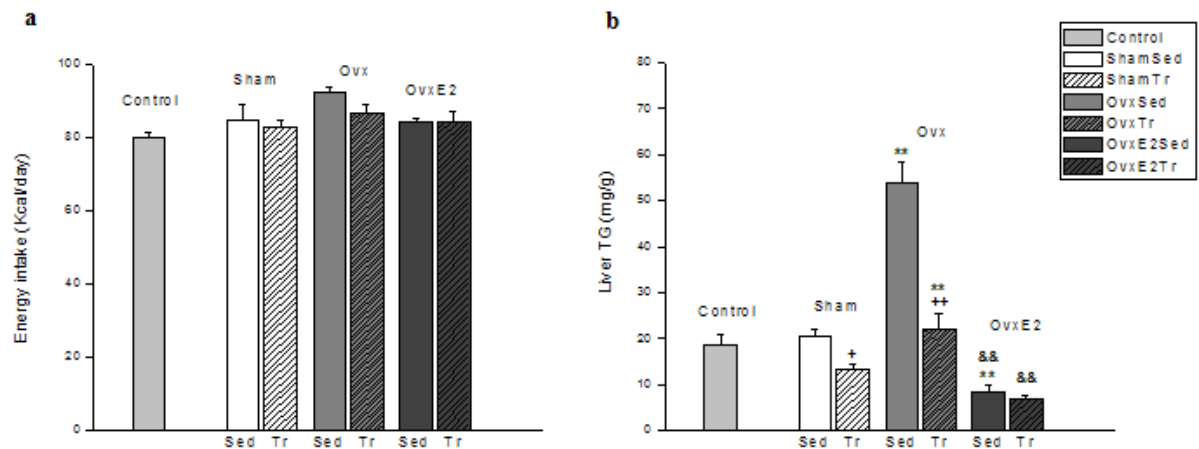 a
Energy intake (Kcal/day)
100
80
60
40
20
0
Control
Sham
Ovx
OvxE2
Sed Tr Sed Tr Sed Tr
b
Liver TG (mg/g)
80
70
60
50
40
30
20
10
0
Control
Sham
+
Ovx
**
**
++
OvxE2
&&
**
&&
Sed Tr Sed Tr Sed Tr
Control
ShamSed
ShamTr
OvxSed
OvxTr
OvxE2Sed
OvxE2Tr